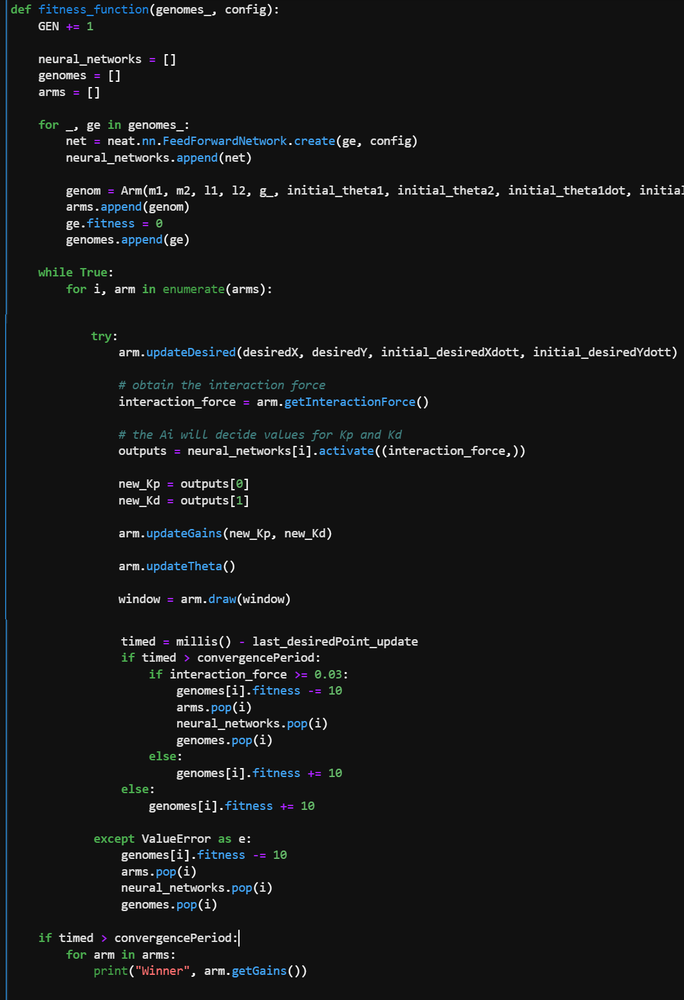 def fitness_function(genomes_, config):
    GEN += 1
    neural_networks = []
    genomes = []
    arms = []
    for _, ge in genomes_:
        net = neat.nn.FeedForwardNetwork.create(ge, config)
        neural_networks.append(net)
        genom = Arm(m1, m2, l1, l2, g_, initial_theta1, initial_theta2, initial_theta1dot, initial
        arms.append(genom)
        ge.fitness = 0
        genomes.append(ge)
    while True:
        for i, arm in enumerate(arms):
            try:
                arm.updateDesired(desiredX, desiredY, initial_desiredXdott, initial_desiredYdott)
                # obtain the interaction force
                interaction_force = arm.getInteractionForce()
                # the Ai will decide values for Kp and Kd
                outputs = neural_networks[i].activate((interaction_force,))
                new_Kp = outputs[0]
                new_Kd = outputs[1]
                arm.updateGains(new_Kp, new_Kd)
                arm.updateTheta()
                window = arm.draw(window)
                timed = millis() - last_desiredPoint_update
                if timed > convergencePeriod:
                    if interaction_force >= 0.03:
                        genomes[i].fitness -= 10
                        arms.pop(i)
                        neural_networks.pop(i)
                        genomes.pop(i)
                    else:
                        genomes[i].fitness += 10
                else:
                    genomes[i].fitness += 10
            except ValueError as e:
                genomes[i].fitness -= 10
                arms.pop(i)
                neural_networks.pop(i)
                genomes.pop(i)
    if timed > convergencePeriod:
        for arm in arms:
            print("Winner", arm.getGains())